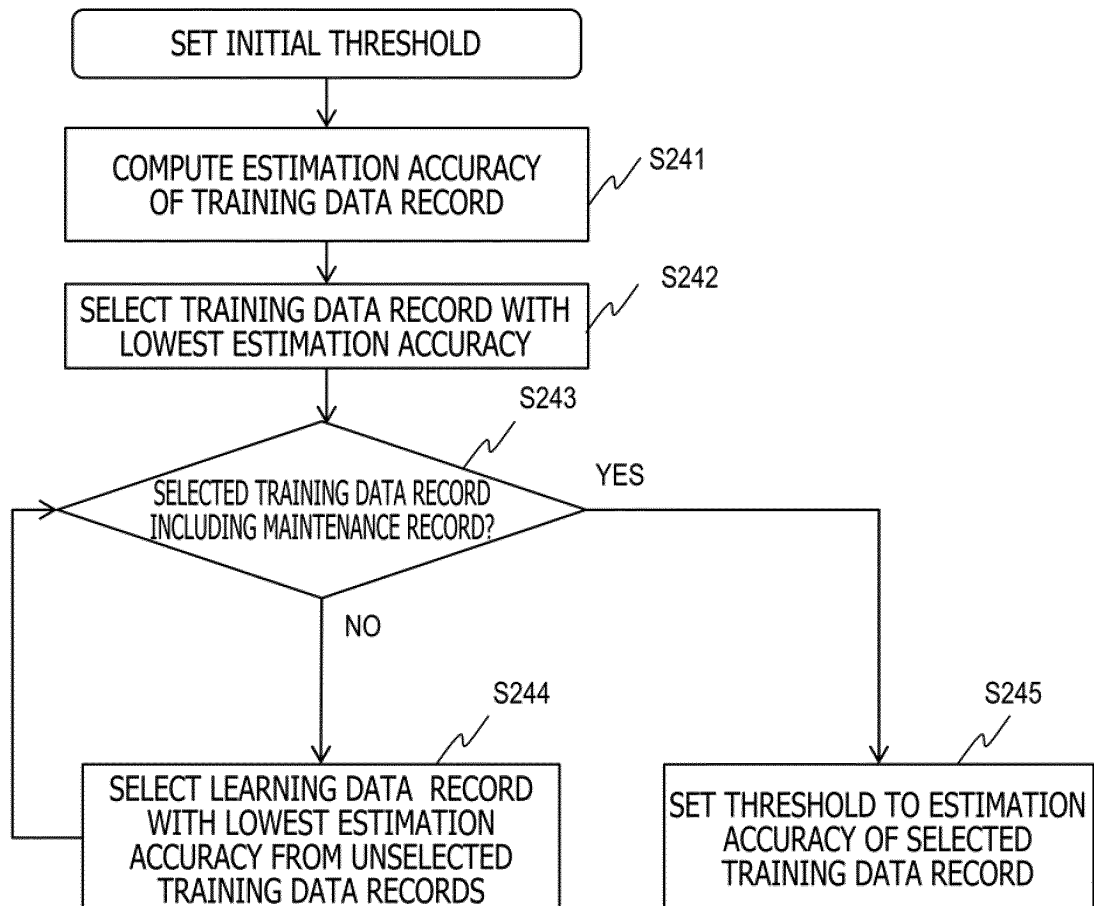 SET INITIAL THRESHOLD
COMPUTE ESTIMATION ACCURACY
OF TRAINING DATA RECORD
S241
SELECT TRAINING DATA RECORD WITH
LOWEST ESTIMATION ACCURACY
S242
S243
SELECTED TRAINING DATA RECORD
INCLUDING MAINTENANCE RECORD?
YES
NO
S244
SELECT LEARNING DATA RECORD
WITH LOWEST ESTIMATION
ACCURACY FROM UNSELECTED
TRAINING DATA RECORDS
S245
SET THRESHOLD TO ESTIMATION
ACCURACY OF SELECTED
TRAINING DATA RECORD